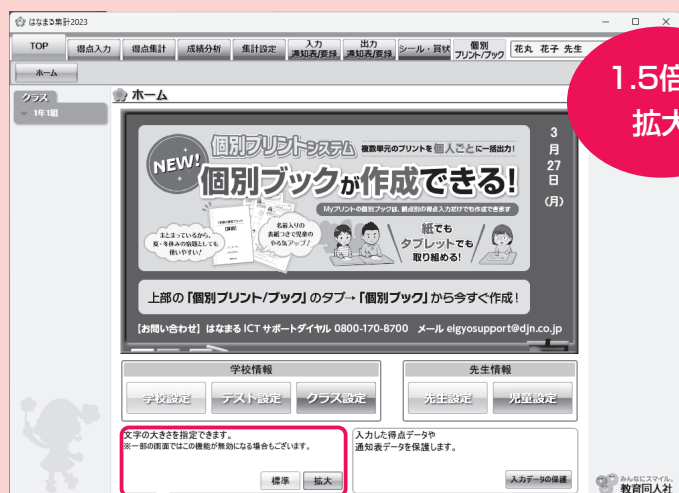 はなまる集計2023
TOP
得点入力
得点集計
成績分析
集計設定
入力
通知表/要録
出力
通知表/要録
シール・賞状
個別
プリント/ブック
花丸 花子 先生
ホーム
1.5倍
拡大
クラス
1年1組
ホーム
3
月
27
日
(月)
NEW!
個別プリントシステム 複数単元のプリントを個人ごとに一括出力!
個別ブックが作成できる!
Myプリントの個別ブックは、観点別の得点入力だけでも作成できます
まとまっているから、
夏・冬休みの宿題としても
使いやすい!
名前入りの
表紙つきで児童の
やる気アップ!
紙でも
タブレットでも
取り組める!
上部の「個別プリント/ブック」のタブ→「個別ブック」から今すぐ作成!
【お問い合わせ】はなまる ICT サポートダイヤル 0800-170-8700 メール eigyosupport@djn.co.jp
学校情報
学校設定
テスト設定
クラス設定
先生情報
先生設定
児童設定
文字の大きさを指定できます。
※一部の画面ではこの機能が無効になる場合もございます。
標準
拡大
入力した得点データや
通知表データを保護します。
入力データの保護
みんなにスマイル。
教育同人社